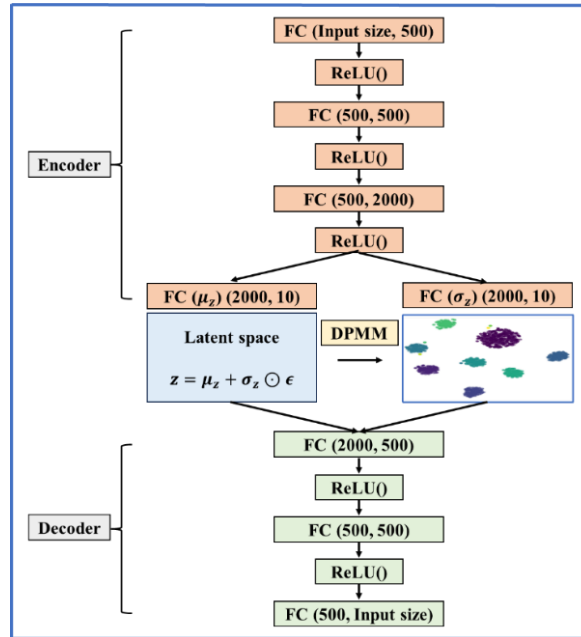 FC (Input size, 500)
ReLU()
FC (500, 500)
ReLU()
Encoder
FC (500, 2000)
ReLU()
FC (μz) (2000, 10)
FC (σz) (2000, 10)
Latent space
DPMM
z = μz + σz ⊙ ϵ
FC (2000, 500)
ReLU()
Decoder
FC (500, 500)
ReLU()
FC (500, Input size)